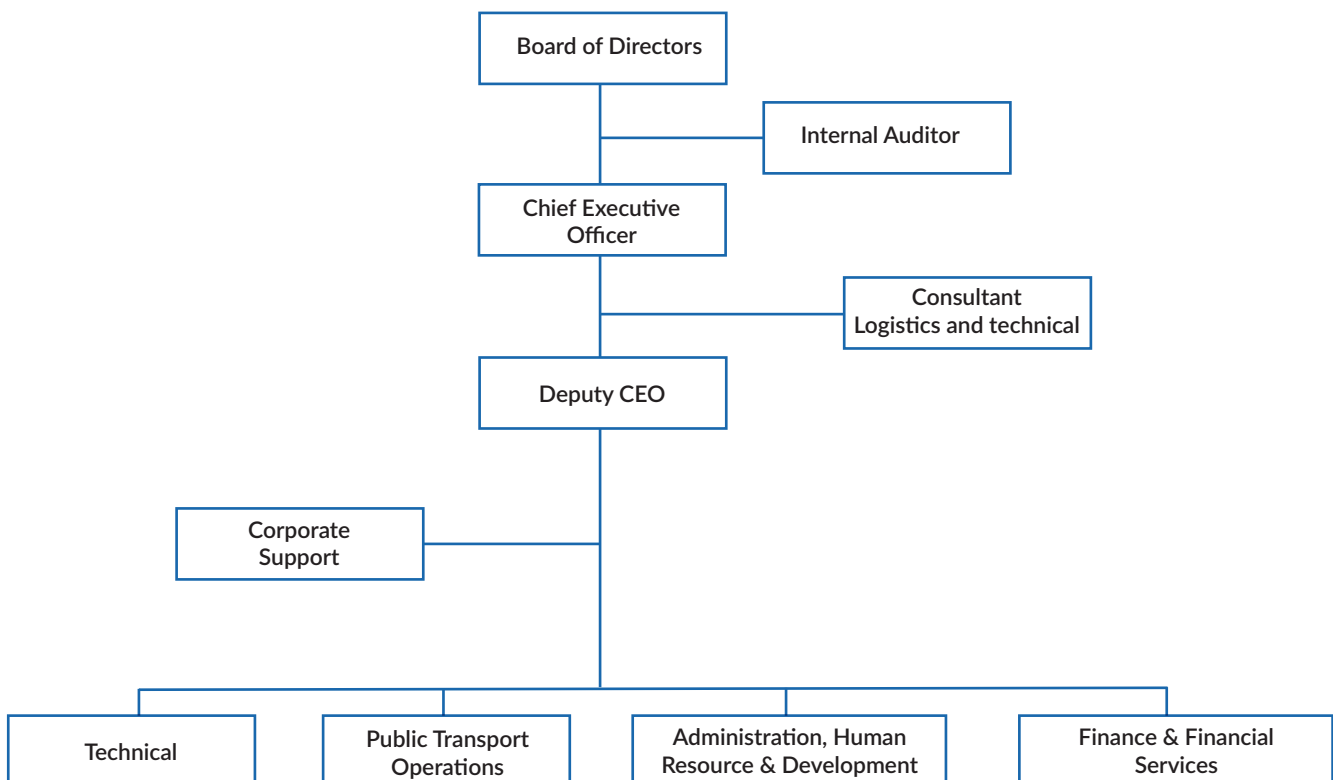 Board of Directors
Internal Auditor
Chief Executive
Officer
Consultant
Logistics and technical
Deputy CEO
Corporate
Support
Technical
Public Transport
Operations
Administration, Human
Resource & Development
Finance & Financial
Services